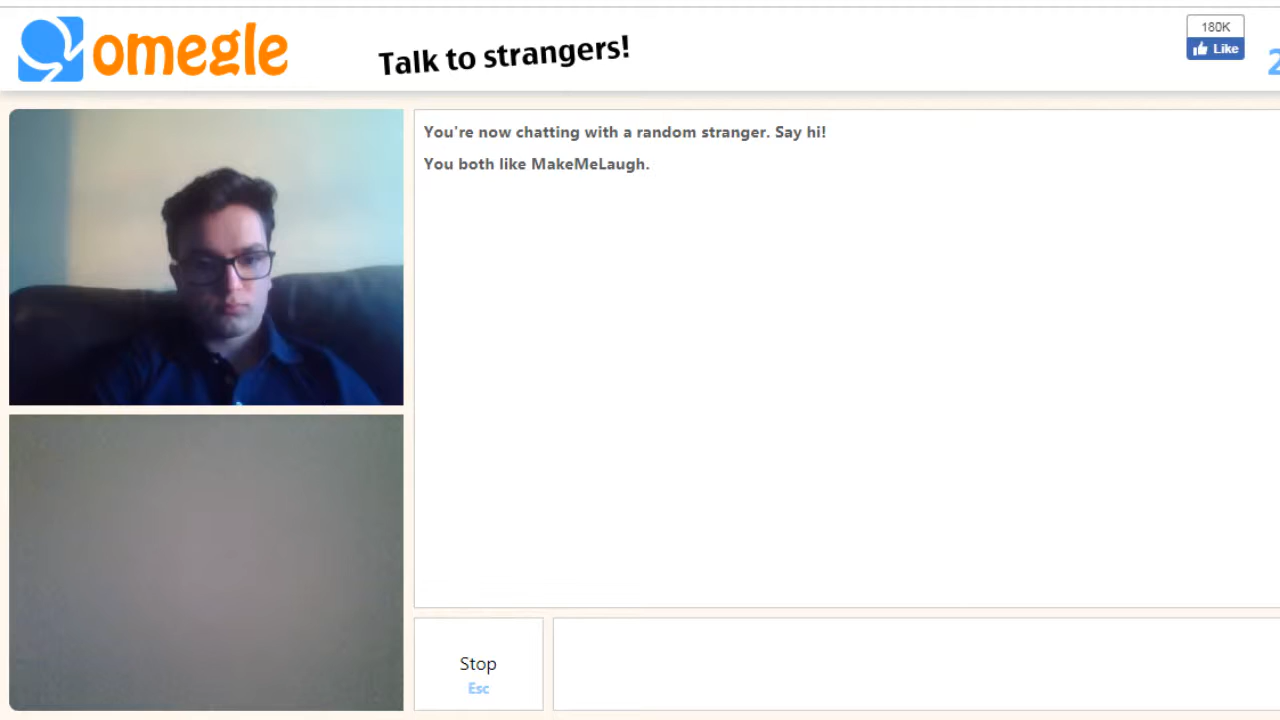 omegle
Talk to strangers!
180K
Like
2
You're now chatting with a random stranger. Say hi!
You both like MakeMeLaugh.
Stop
Esc